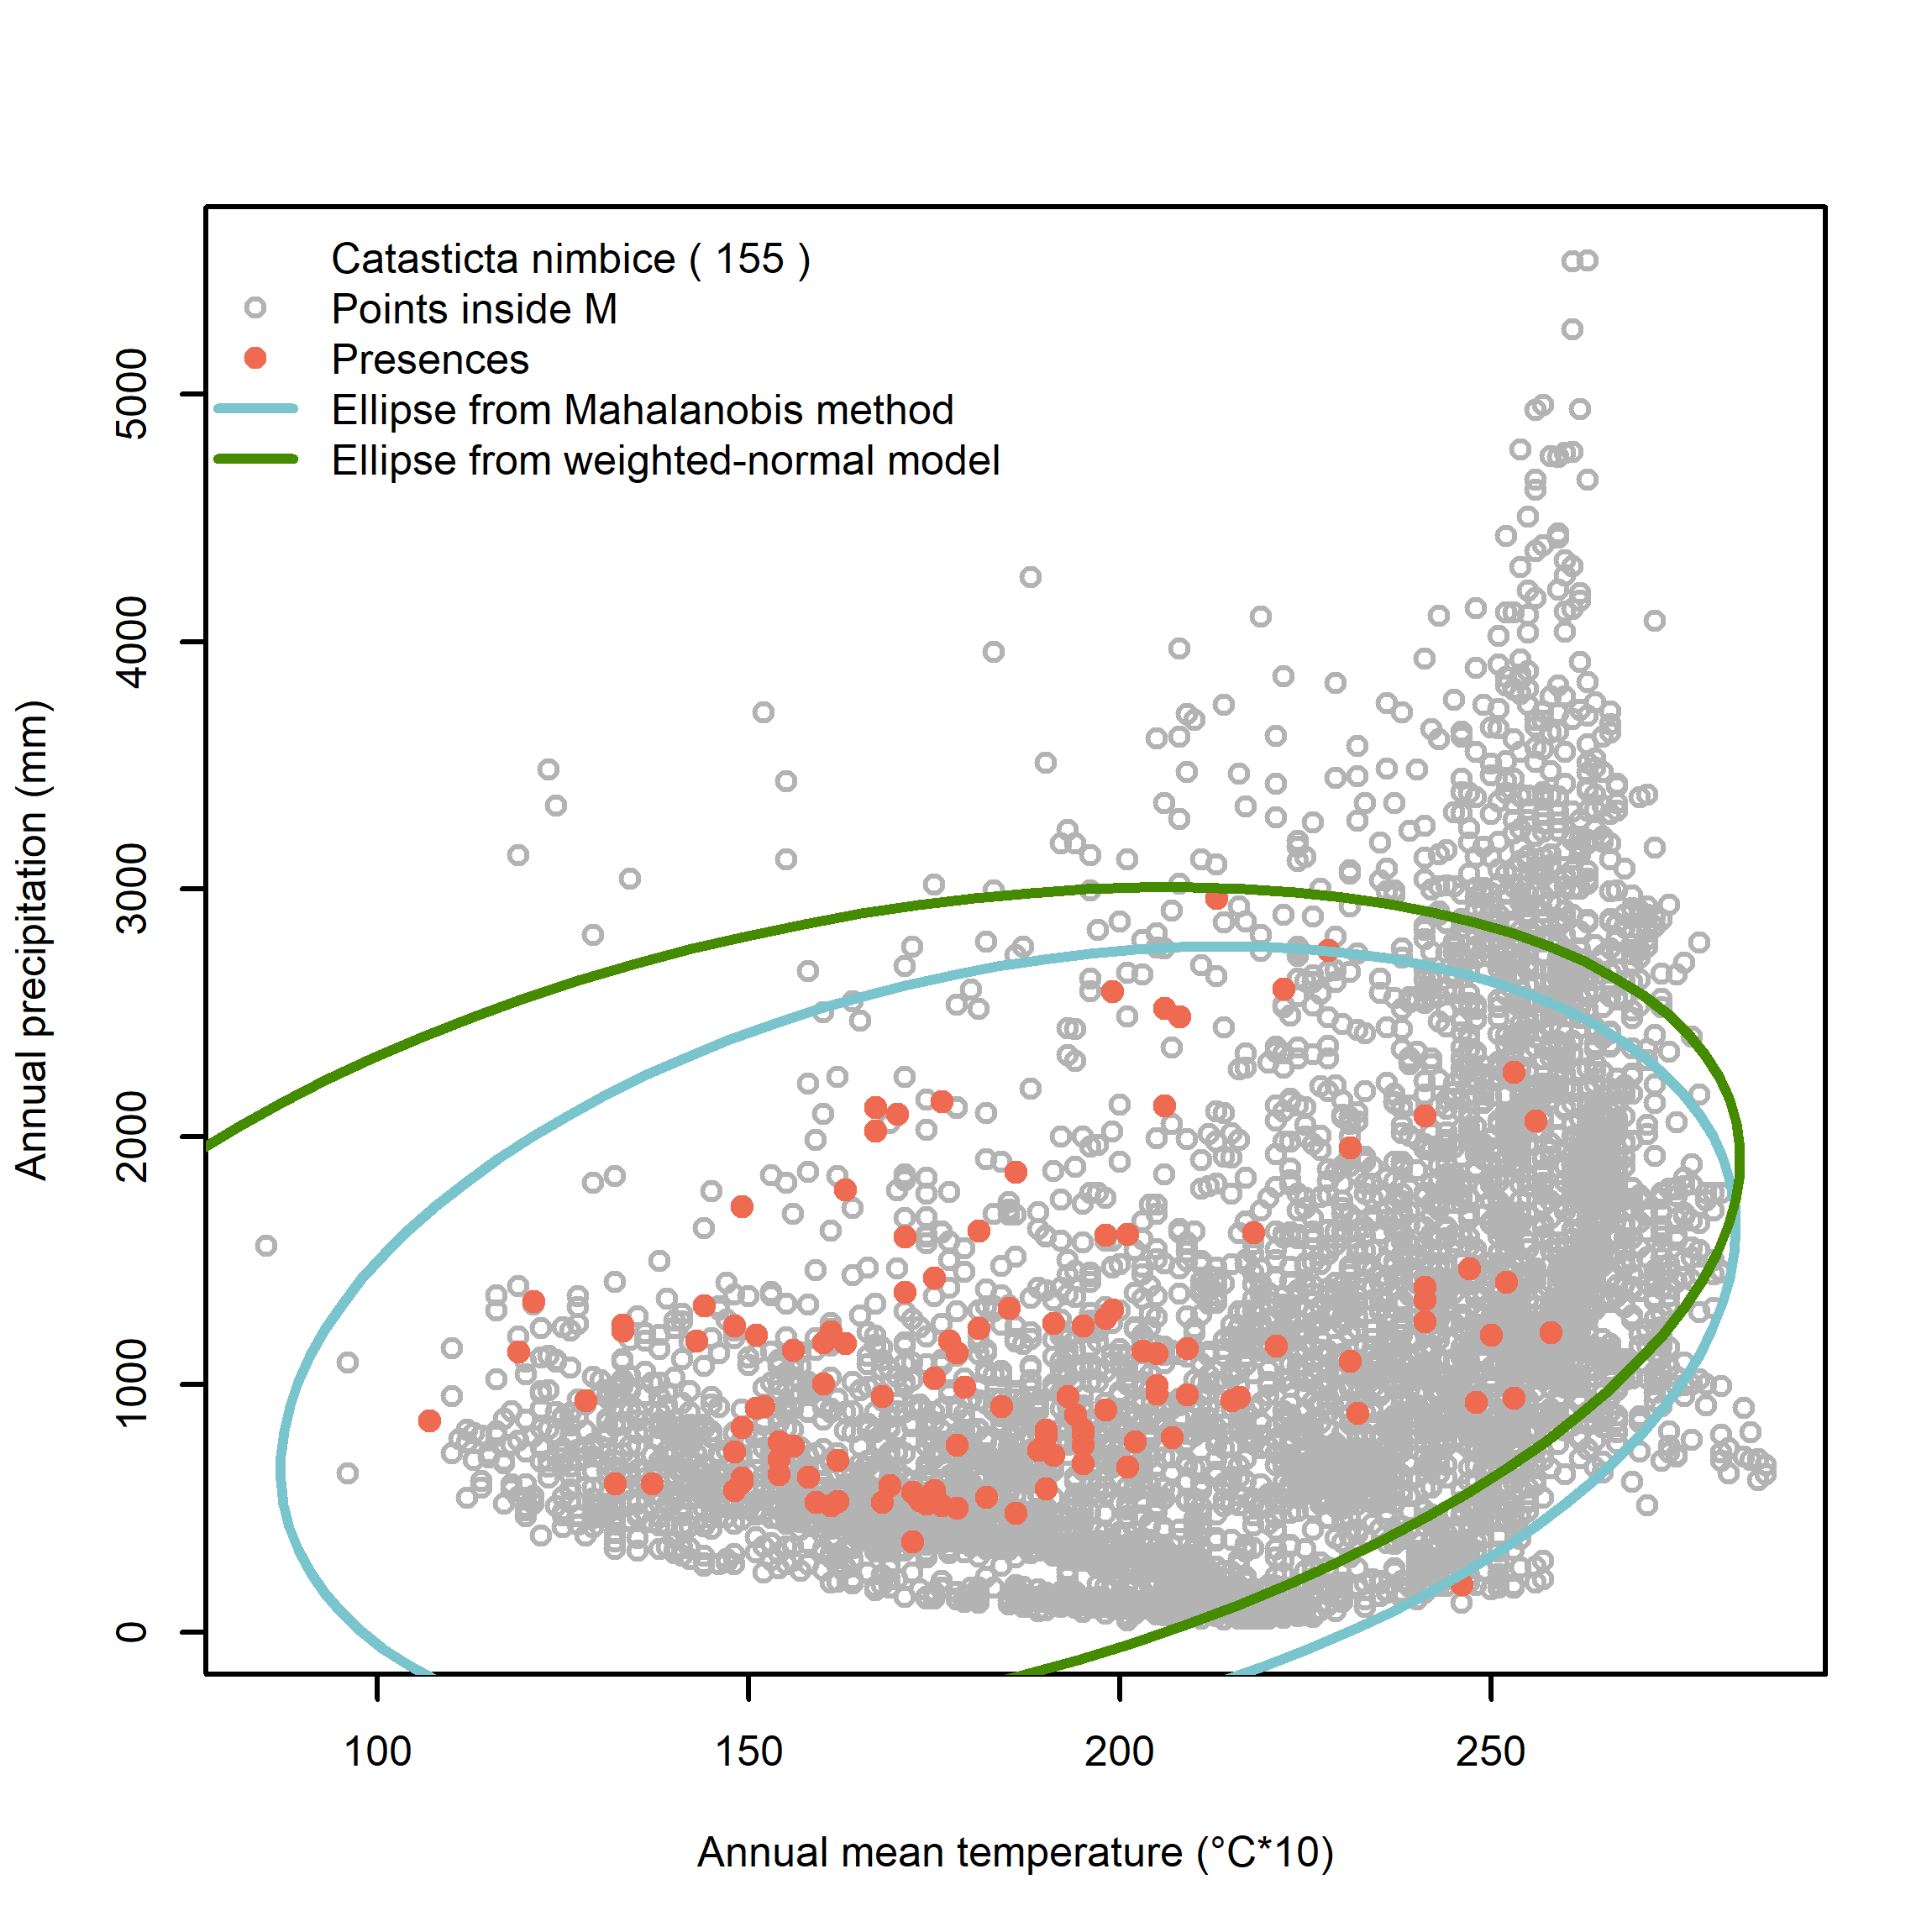 Catasticta nimbice ( 155 )
Points inside M
Presences
Ellipse from Mahalanobis method
Ellipse from weighted-normal model
Annual precipitation (mm)
5000
4000
3000
2000
1000
0
100
150
200
250
Annual mean temperature (°C*10)